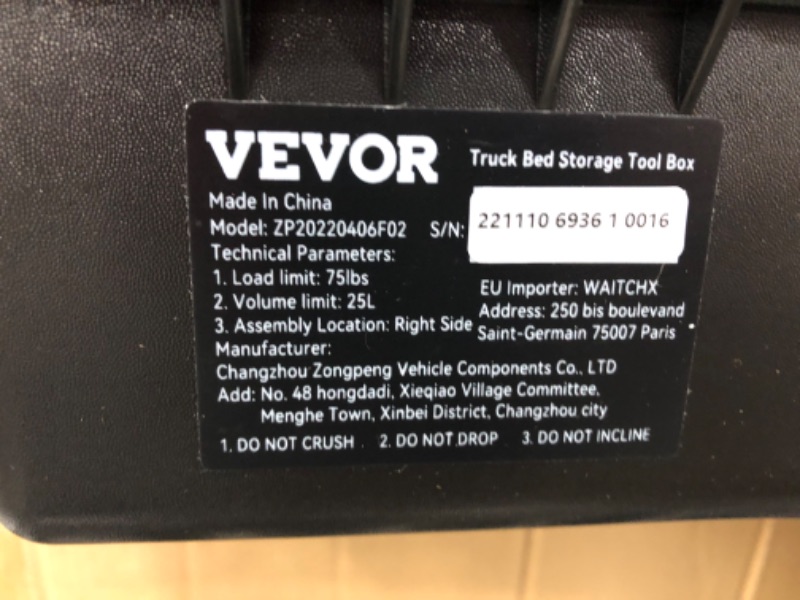 VEVOR Truck Bed Storage Tool Box
Made In China
Model: ZP20220406F02 S/N: 221110 6936 1 0016
Technical Parameters:
1. Load limit: 75lbs
2. Volume limit: 25L
3. Assembly Location: Right Side
EU Importer: WAITCHX
Address: 250 bis boulevand
Saint-Germain 75007 Paris
Manufacturer:
Changzhou Zongpeng Vehicle Components Co., LTD
Add: No. 48 hongdadi, Xieqiao Village Committee,
Menghe Town, Xinbei District, Changzhou city
1. DO NOT CRUSH 2. DO NOT DROP 3. DO NOT INCLINE